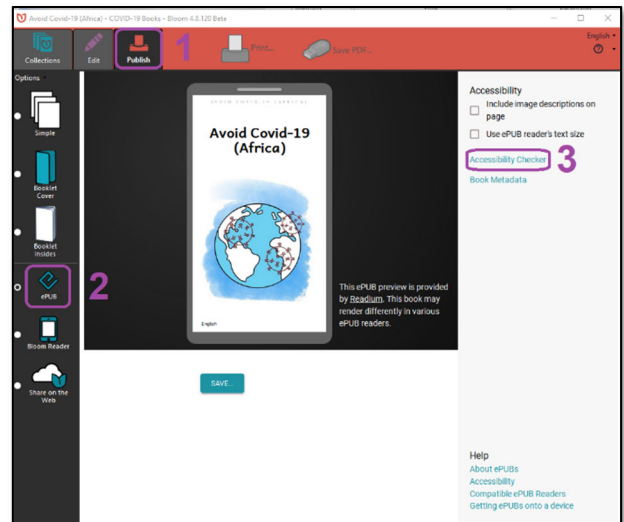 Avoid Covid-19 (Africa) • COVID-19 Books • Bloom 4.8.120 Beta
Collections
Edit
Publish
1
Print...
Save PDF...
English
Options
Simple
Booklet
Cover
Booklet
Insides
ePUB
2
Bloom Reader
Share on the
Web
Avoid Covid-19
(Africa)
English
This ePUB preview is provided
by Readium. This book may
render differently in various
ePUB readers.
SAVE...
Accessibility
Include image descriptions on
page
Use ePUB reader's text size
Accessibility Checker
3
Book Metadata
Help
About ePUBs
Accessibility
Compatible ePUB Readers
Getting ePUBs onto a device